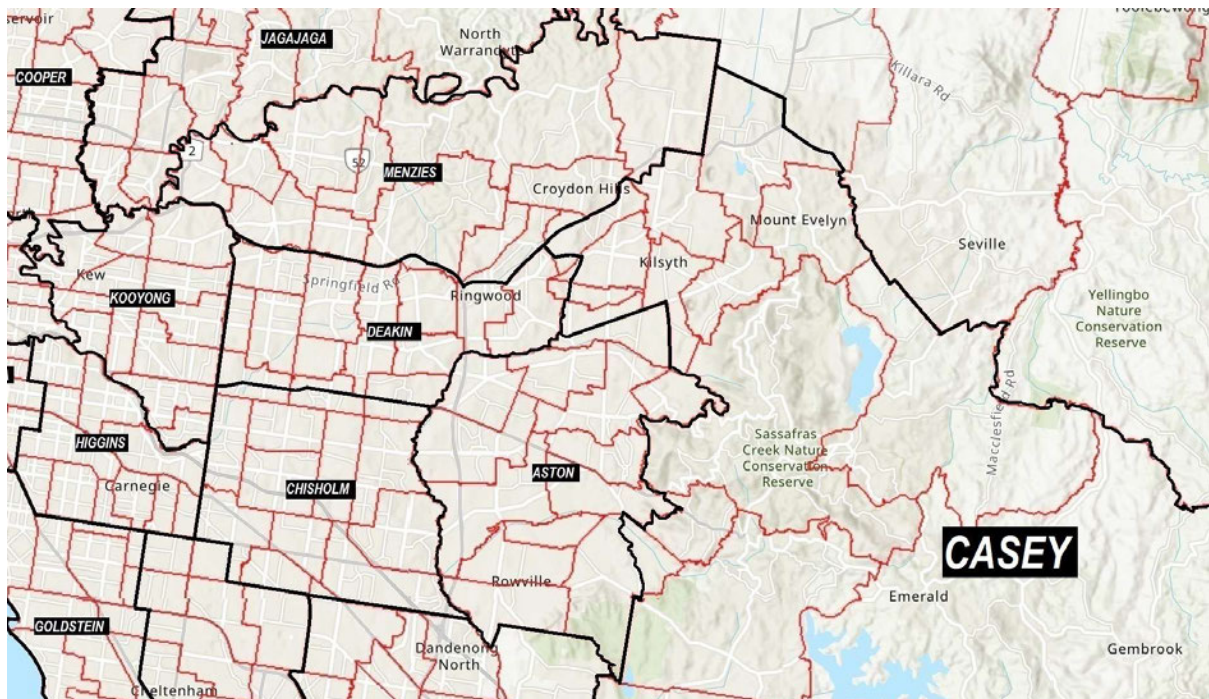 servoir
JAGAJAGA
North
Warrandyte
COOPER
Killara Rd
2
52
MENZIES
Croydon Hills
Mount Evelyn
Seville
Kew
Springfield Rd
Kilsyth
Ringwood
KOOYONG
DEAKIN
Yellingbo
Nature
Conservation
Reserve
Macclesfield Rd
HIGGINS
Sassafras
Creek Nature
Conservation
Reserve
Carnegie
CHISHOLM
ASTON
CASEY
Rowville
Emerald
GOLDSTEIN
Dandenong
North
Gembrook
Cheltenham